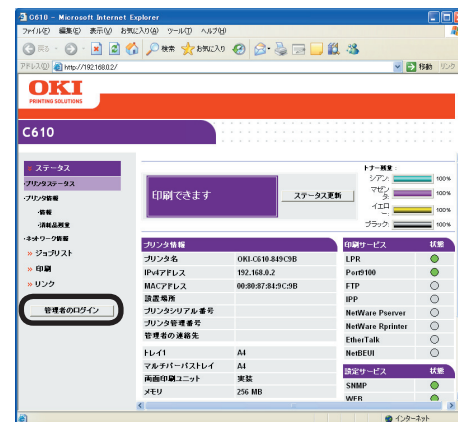 C610 - Microsoft Internet Explorer
ファイル(F) 編集(E) 表示(V) お気に入り(A) ツール(T) ヘルプ(H)
戻る 検索 お気に入り
アドレス(D) http://192.168.0.2/ 移動 リンク
OKI
PRINTING SOLUTIONS
C610
ステータス
プリンタステータス
プリンタ情報
情報
消耗品残量
ネットワーク情報
ジョブリスト
印刷
リンク
管理者のログイン
印刷できます
ステータス更新
トナー残量:
シアン: 100%
マゼンタ: 100%
イエロー: 100%
ブラック: 100%
プリンタ情報
プリンタ名 OKI-C610-849C9B
IPv4アドレス 192.168.0.2
MACアドレス 00:80:87:84:9C:9B
設置場所
プリンタシリアル番号
プリンタ管理番号
管理者の連絡先
トレイ1 A4
マルチパーパストレイ A4
両面印刷ユニット 実装
メモリ 256 MB
印刷サービス 状態
LPR
Port9100
FTP
IPP
NetWare Pserver
NetWare Rprinter
EtherTalk
NetBEUI
設定サービス 状態
SNMP
WEB
インターネット